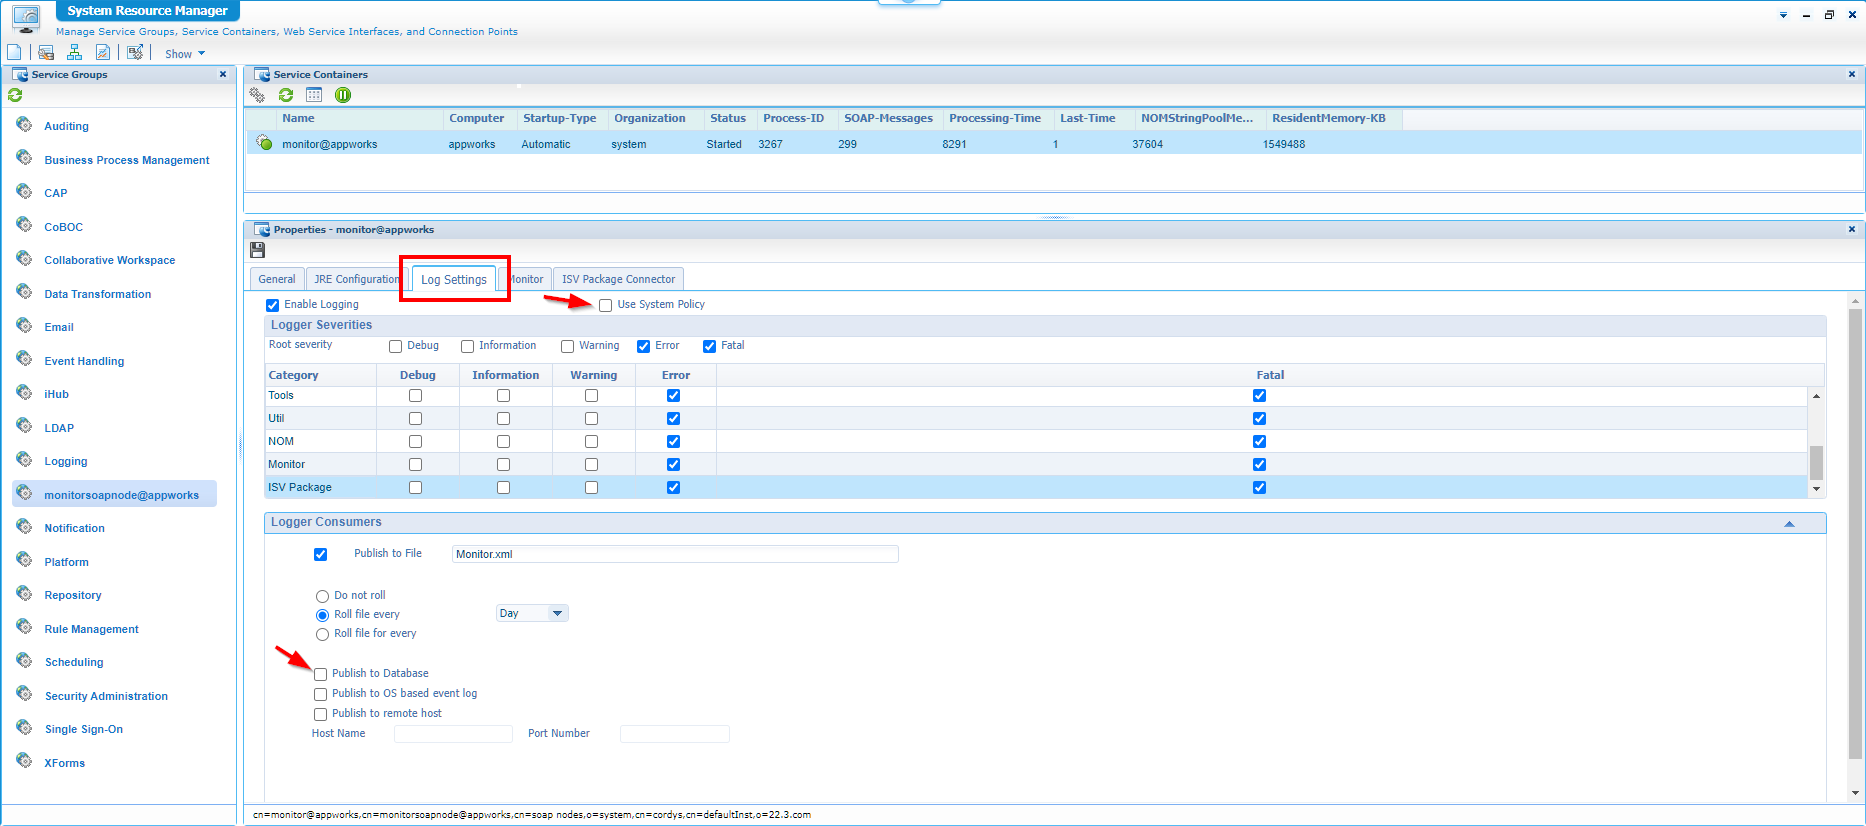 System Resource Manager
Manage Service Groups, Service Containers, Web Service Interfaces, and Connection Points
Show
Service Groups
Auditing
Business Process Management
CAP
CoBOC
Collaborative Workspace
Data Transformation
Email
Event Handling
iHub
LDAP
Logging
monitorsoapnode@appworks
Notification
Platform
Repository
Rule Management
Scheduling
Security Administration
Single Sign-On
XForms
Service Containers
Name Computer Startup-Type Organization Status Process-ID SOAP-Messages Processing-Time Last-Time NOMStringPoolMe... ResidentMemory-KB
monitor@appworks appworks Automatic system Started 3267 299 8291 1 37604 1549488
Properties - monitor@appworks
General JRE Configuration Log Settings Monitor ISV Package Connector
Enable Logging Use System Policy
Logger Severities
Root severity Debug Information Warning Error Fatal
Category Debug Information Warning Error Fatal
Tools
Util
NOM
Monitor
ISV Package
Logger Consumers
Publish to File Monitor.xml
Do not roll
Roll file every Day
Roll file for every
Publish to Database
Publish to OS based event log
Publish to remote host
Host Name Port Number
cn=monitor@appworks,cn=monitorsoapnode@appworks,cn=soap nodes,o=system,cn=cordys,cn=defaultInst,o=22.3.com